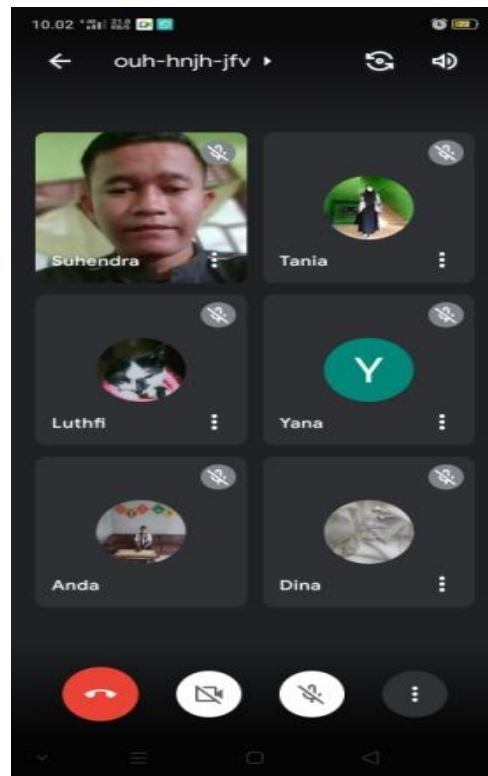 10.02
ouh-hnjh-jfv
Suhendra
Tania
Luthfi
Y
Yana
Anda
Dina